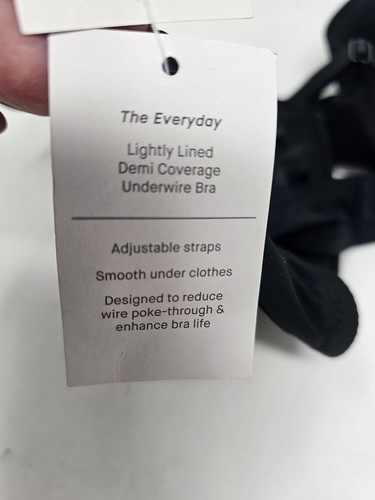 The Everyday
Lightly Lined
Demi Coverage
Underwire Bra
Adjustable straps
Smooth under clothes
Designed to reduce
wire poke-through &
enhance bra life